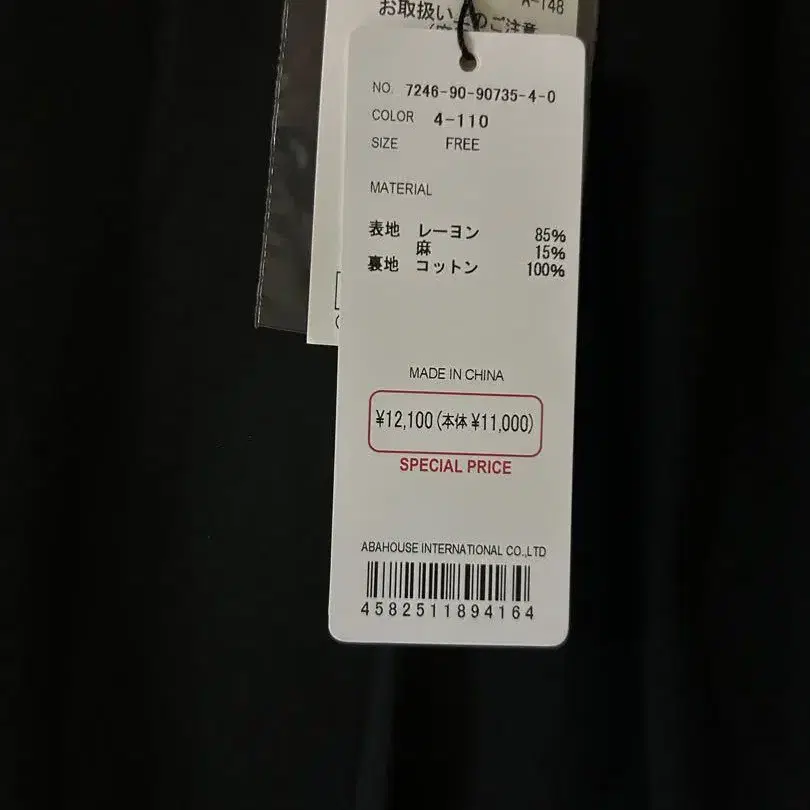 A-148
お取扱い上のご注意
NO. 7246-90-90735-4-0
COLOR 4-110
SIZE FREE
MATERIAL
表地 レーヨン 85%
麻 15%
裏地 コットン 100%
MADE IN CHINA
¥12,100(本体¥11,000)
SPECIAL PRICE
ABAHOUSE INTERNATIONAL CO.,LTD
4582511894164